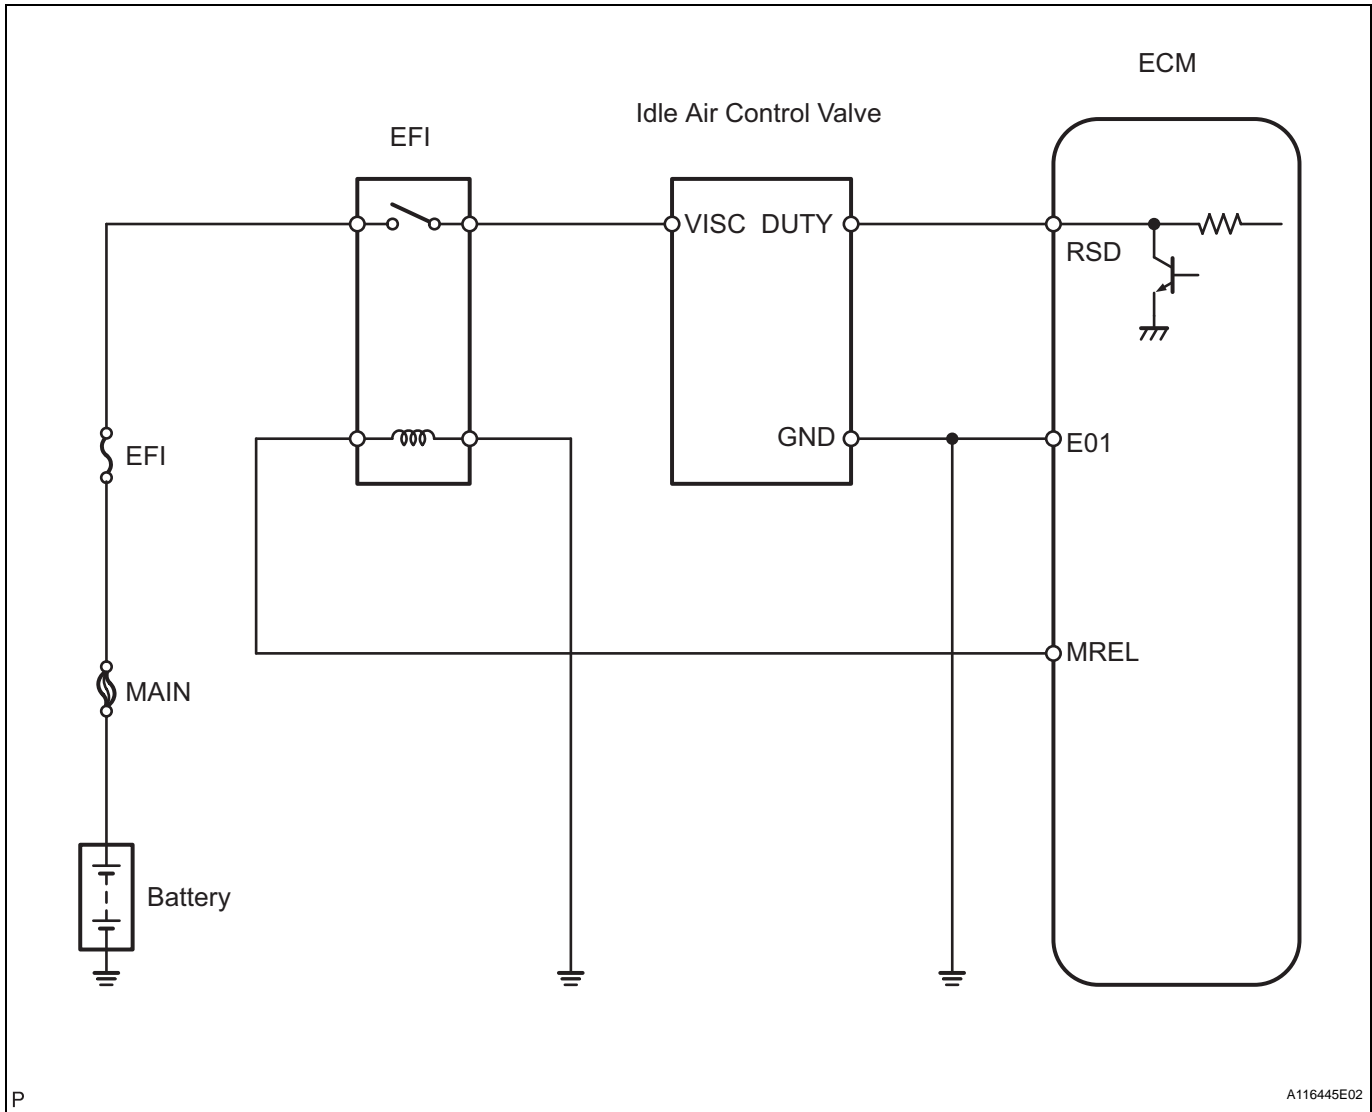 ECM
Idle Air Control Valve
EFI
VISC DUTY
RSD
GND
E01
EFI
MREL
MAIN
Battery
P
A116445E02